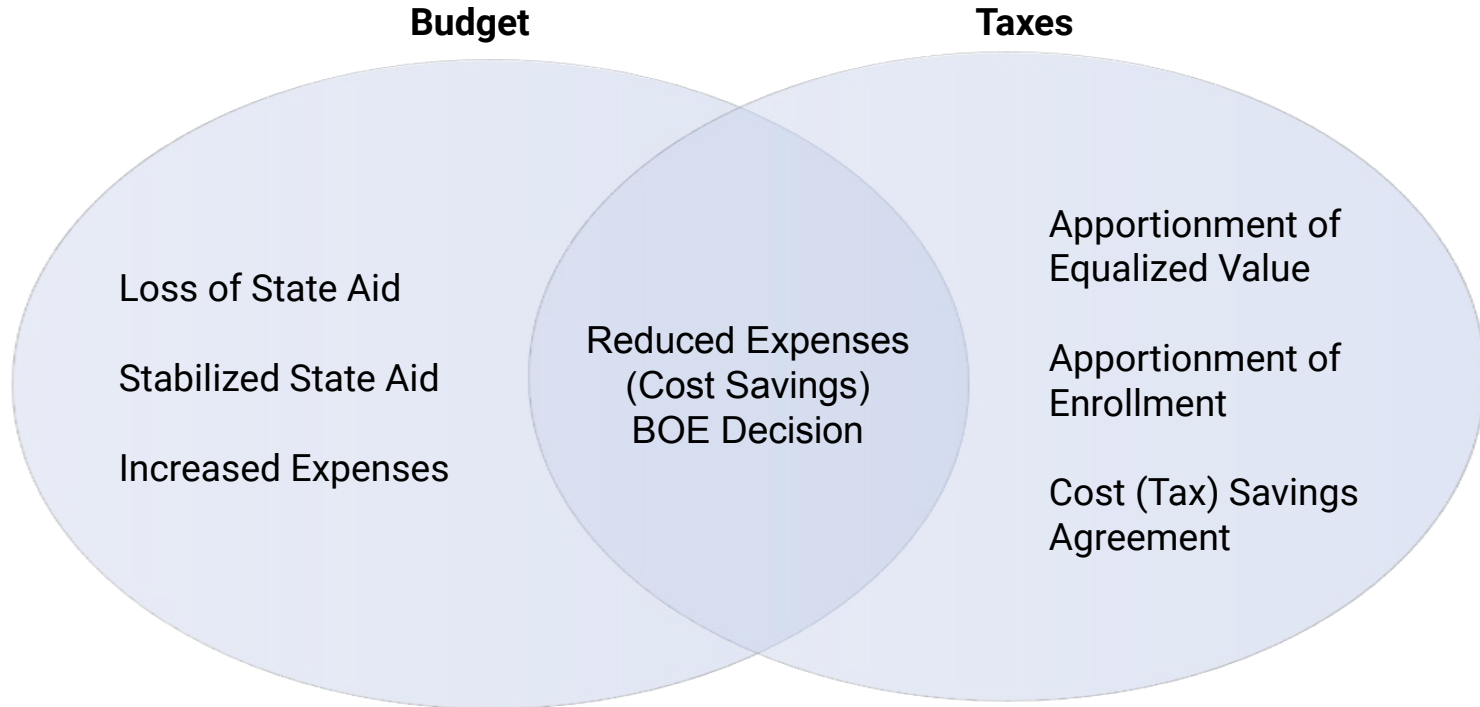 Budget
Taxes
Loss of State Aid
Stabilized State Aid
Increased Expenses
Reduced Expenses
(Cost Savings)
BOE Decision
Apportionment of
Equalized Value
Apportionment of
Enrollment
Cost (Tax) Savings
Agreement